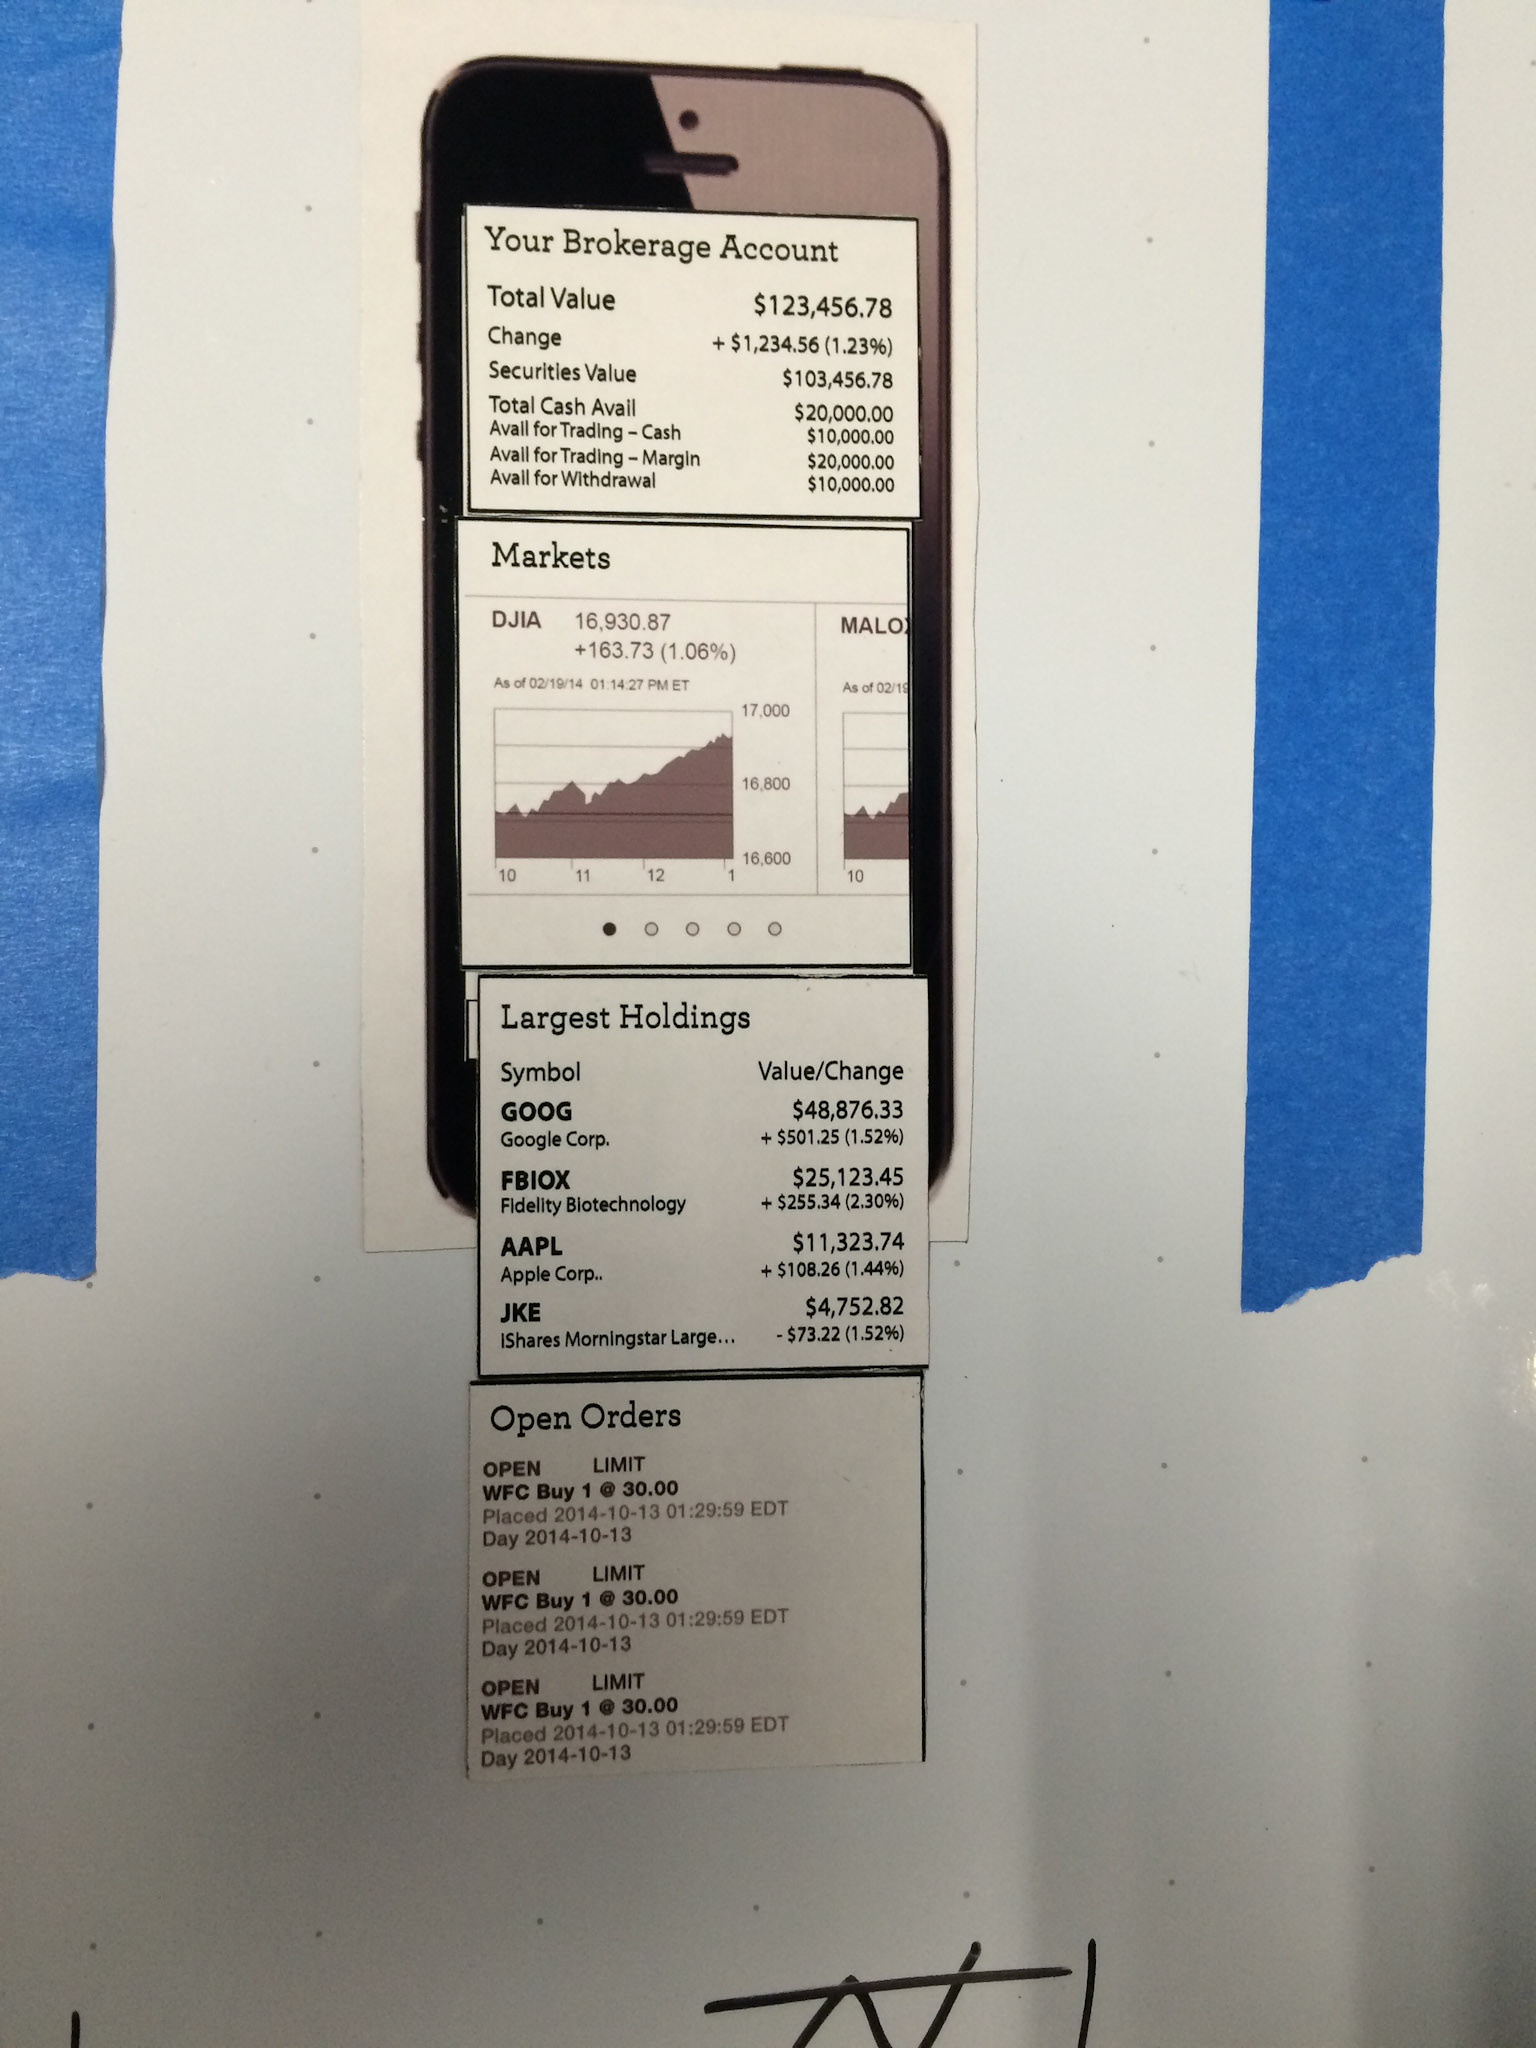 Your Brokerage Account
Total Value $123,456.78
Change + $1,234.56 (1.23%)
Securities Value $103,456.78
Total Cash Avail $20,000.00
Avail for Trading – Cash $10,000.00
Avail for Trading – Margin $20,000.00
Avail for Withdrawal $10,000.00
Markets
DJIA 16,930.87
+163.73 (1.06%)
As of 02/19/14 01:14:27 PM ET
17,000
16,800
16,600
10 11 12 1
MALOX
As of 02/19
10
Largest Holdings
Symbol Value/Change
GOOG $48,876.33
Google Corp. + $501.25 (1.52%)
FBIOX $25,123.45
Fidelity Biotechnology + $255.34 (2.30%)
AAPL $11,323.74
Apple Corp.. + $108.26 (1.44%)
JKE $4,752.82
iShares Morningstar Large... - $73.22 (1.52%)
Open Orders
OPEN LIMIT
WFC Buy 1 @ 30.00
Placed 2014-10-13 01:29:59 EDT
Day 2014-10-13
OPEN LIMIT
WFC Buy 1 @ 30.00
Placed 2014-10-13 01:29:59 EDT
Day 2014-10-13
OPEN LIMIT
WFC Buy 1 @ 30.00
Placed 2014-10-13 01:29:59 EDT
Day 2014-10-13